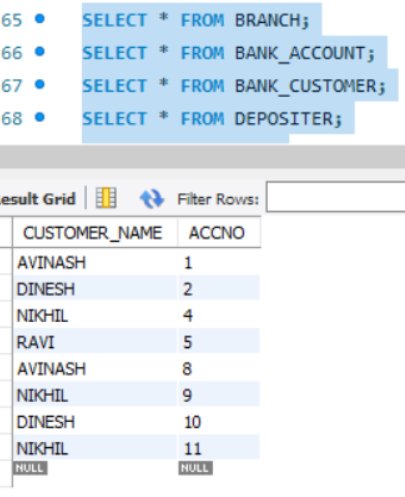 65 SELECT * FROM BRANCH;
66 SELECT * FROM BANK_ACCOUNT;
67 SELECT * FROM BANK_CUSTOMER;
68 SELECT * FROM DEPOSITER;
esult Grid Filter Rows:
CUSTOMER_NAME ACCNO
AVINASH 1
DINESH 2
NIKHIL 4
RAVI 5
AVINASH 8
NIKHIL 9
DINESH 10
NIKHIL 11
NULL NULL